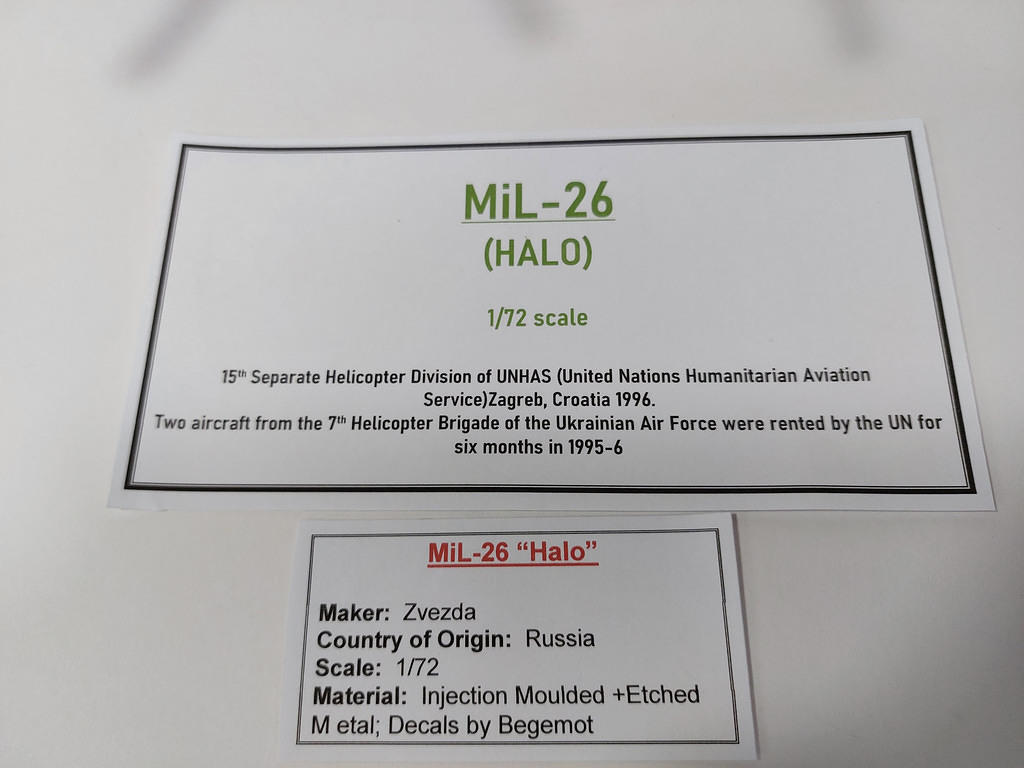 MiL-26
(HALO)
1/72 scale
15th Separate Helicopter Division of UNHAS (United Nations Humanitarian Aviation
Service)Zagreb, Croatia 1996.
Two aircraft from the 7th Helicopter Brigade of the Ukrainian Air Force were rented by the UN for
six months in 1995-6
MiL-26 “Halo”
Maker: Zvezda
Country of Origin: Russia
Scale: 1/72
Material: Injection Moulded +Etched
M etal; Decals by Begemot